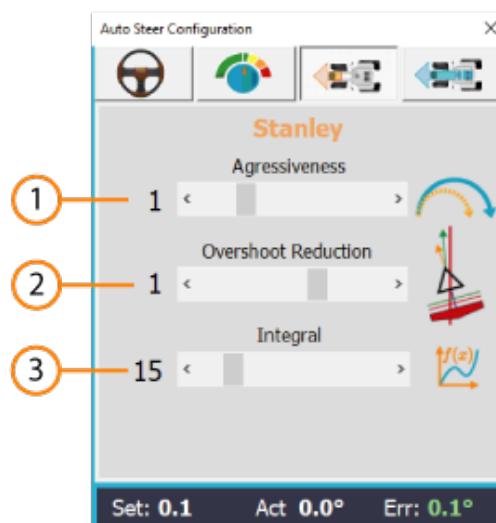 Auto Steer Configuration
Stanley
Agressiveness
1 1
Overshoot Reduction
2 1
Integral
3 15
f(x)
Set: 0.1 Act 0.0° Err: 0.1°